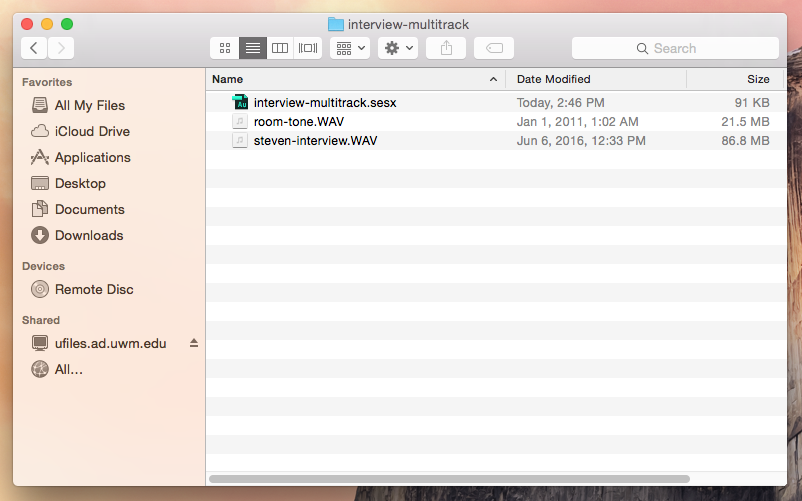 interview-multitrack
Search
Favorites
All My Files
iCloud Drive
Applications
Desktop
Documents
Downloads
Devices
Remote Disc
Shared
ufiles.ad.uwm.edu
All...
Name Date Modified Size
Au interview-multitrack.sesx Today, 2:46 PM 91 KB
room-tone.WAV Jan 1, 2011, 1:02 AM 21.5 MB
steven-interview.WAV Jun 6, 2016, 12:33 PM 86.8 MB